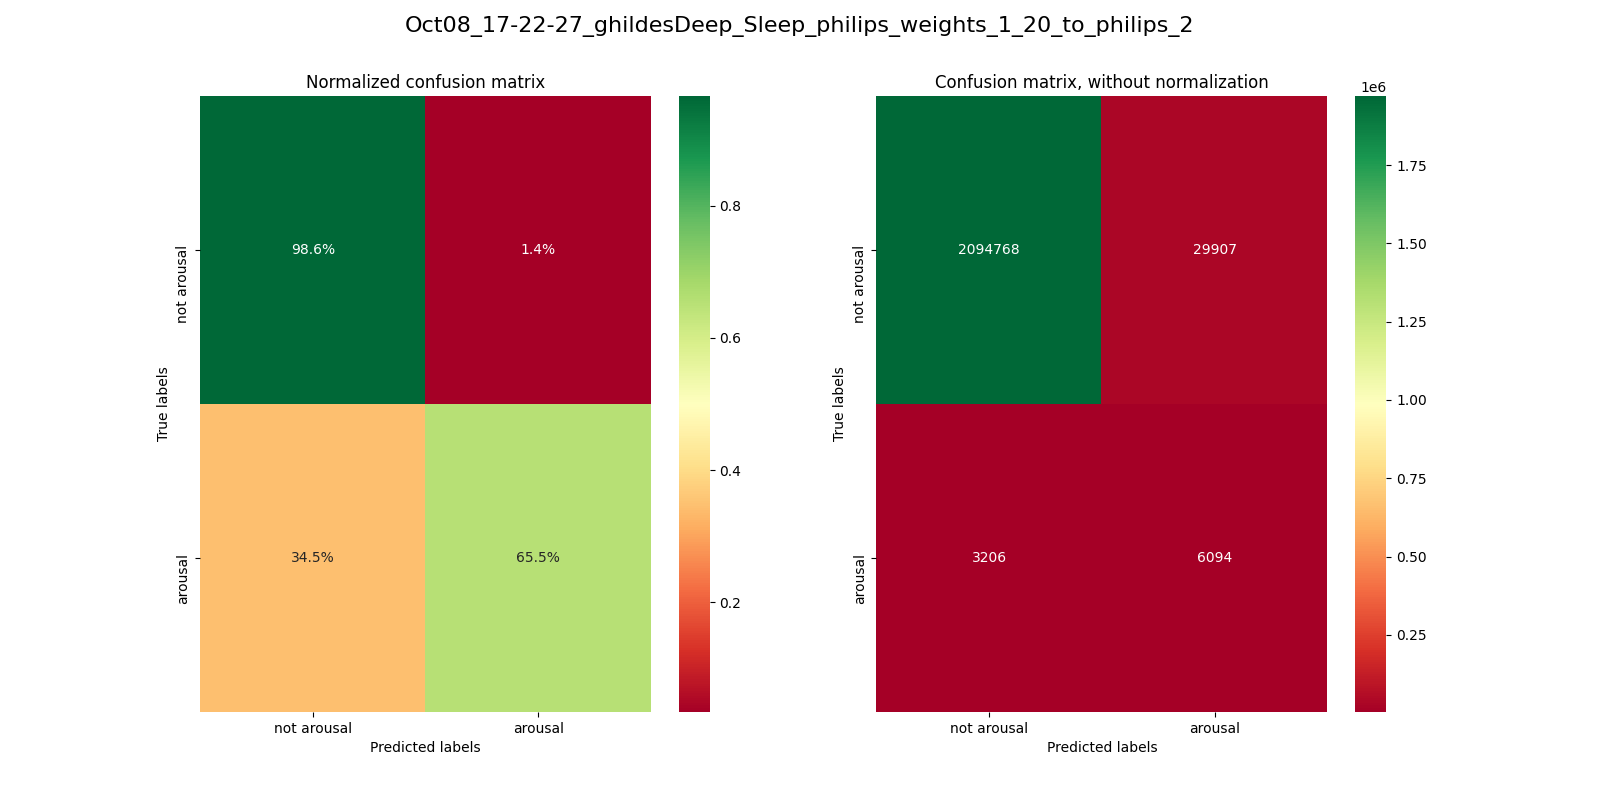 Oct08_17-22-27_ghildesDeep_Sleep_philips_weights_1_20_to_philips_2
Normalized confusion matrix
not arousal
arousal
True labels
98.6%
1.4%
34.5%
65.5%
not arousal
arousal
Predicted labels
0.8
0.6
0.4
0.2
Confusion matrix, without normalization
not arousal
arousal
True labels
2094768
29907
3206
6094
not arousal
arousal
Predicted labels
1e6
1.75
1.50
1.25
1.00
0.75
0.50
0.25